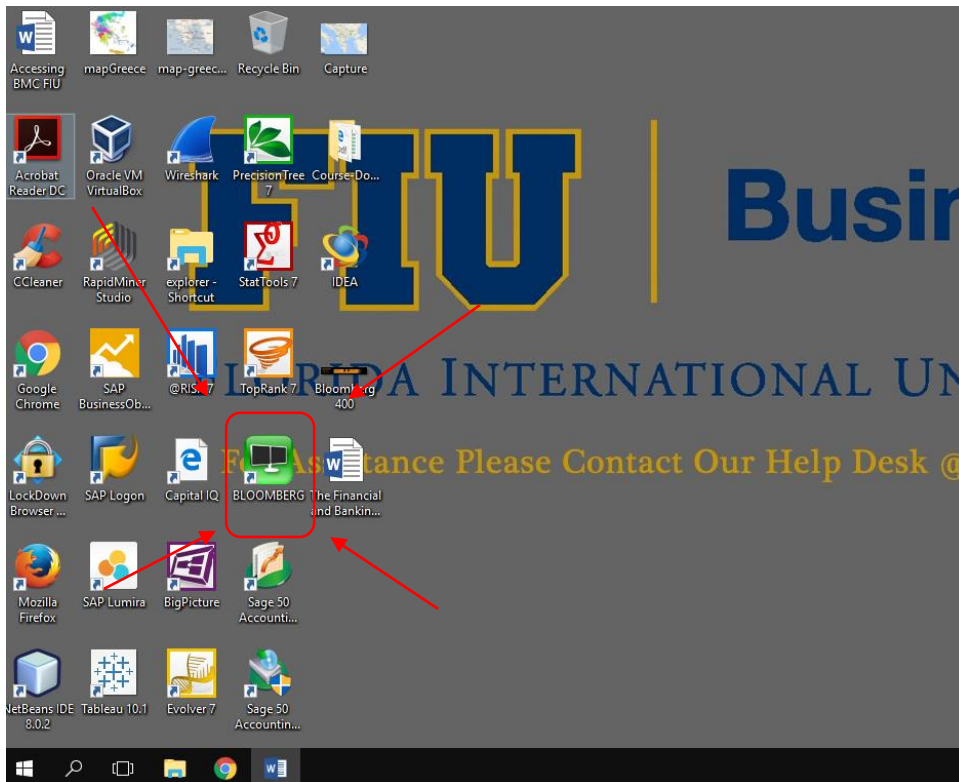 Accessing
BMC FIU
mapGreece
map-greec...
Recycle Bin
Capture
Acrobat
Reader DC
Oracle VM
VirtualBox
Wireshark
PrecisionTree
7
Course-Do...
FIU
Busin
CCleaner
RapidMiner
Studio
explorer -
Shortcut
StatTools 7
IDEA
Google
Chrome
SAP
BusinessOb...
@RISK 7
TopRank 7
Bloomberg
400
FLORIDA INTERNATIONAL UN
For Assistance Please Contact Our Help Desk @
LockDown
Browser ...
SAP Logon
Capital IQ
BLOOMBERG
The Financial
and Bankin...
Mozilla
Firefox
SAP Lumira
BigPicture
Sage 50
Accounti...
NetBeans IDE
8.0.2
Tableau 10.1
Evolver 7
Sage 50
Accountin...